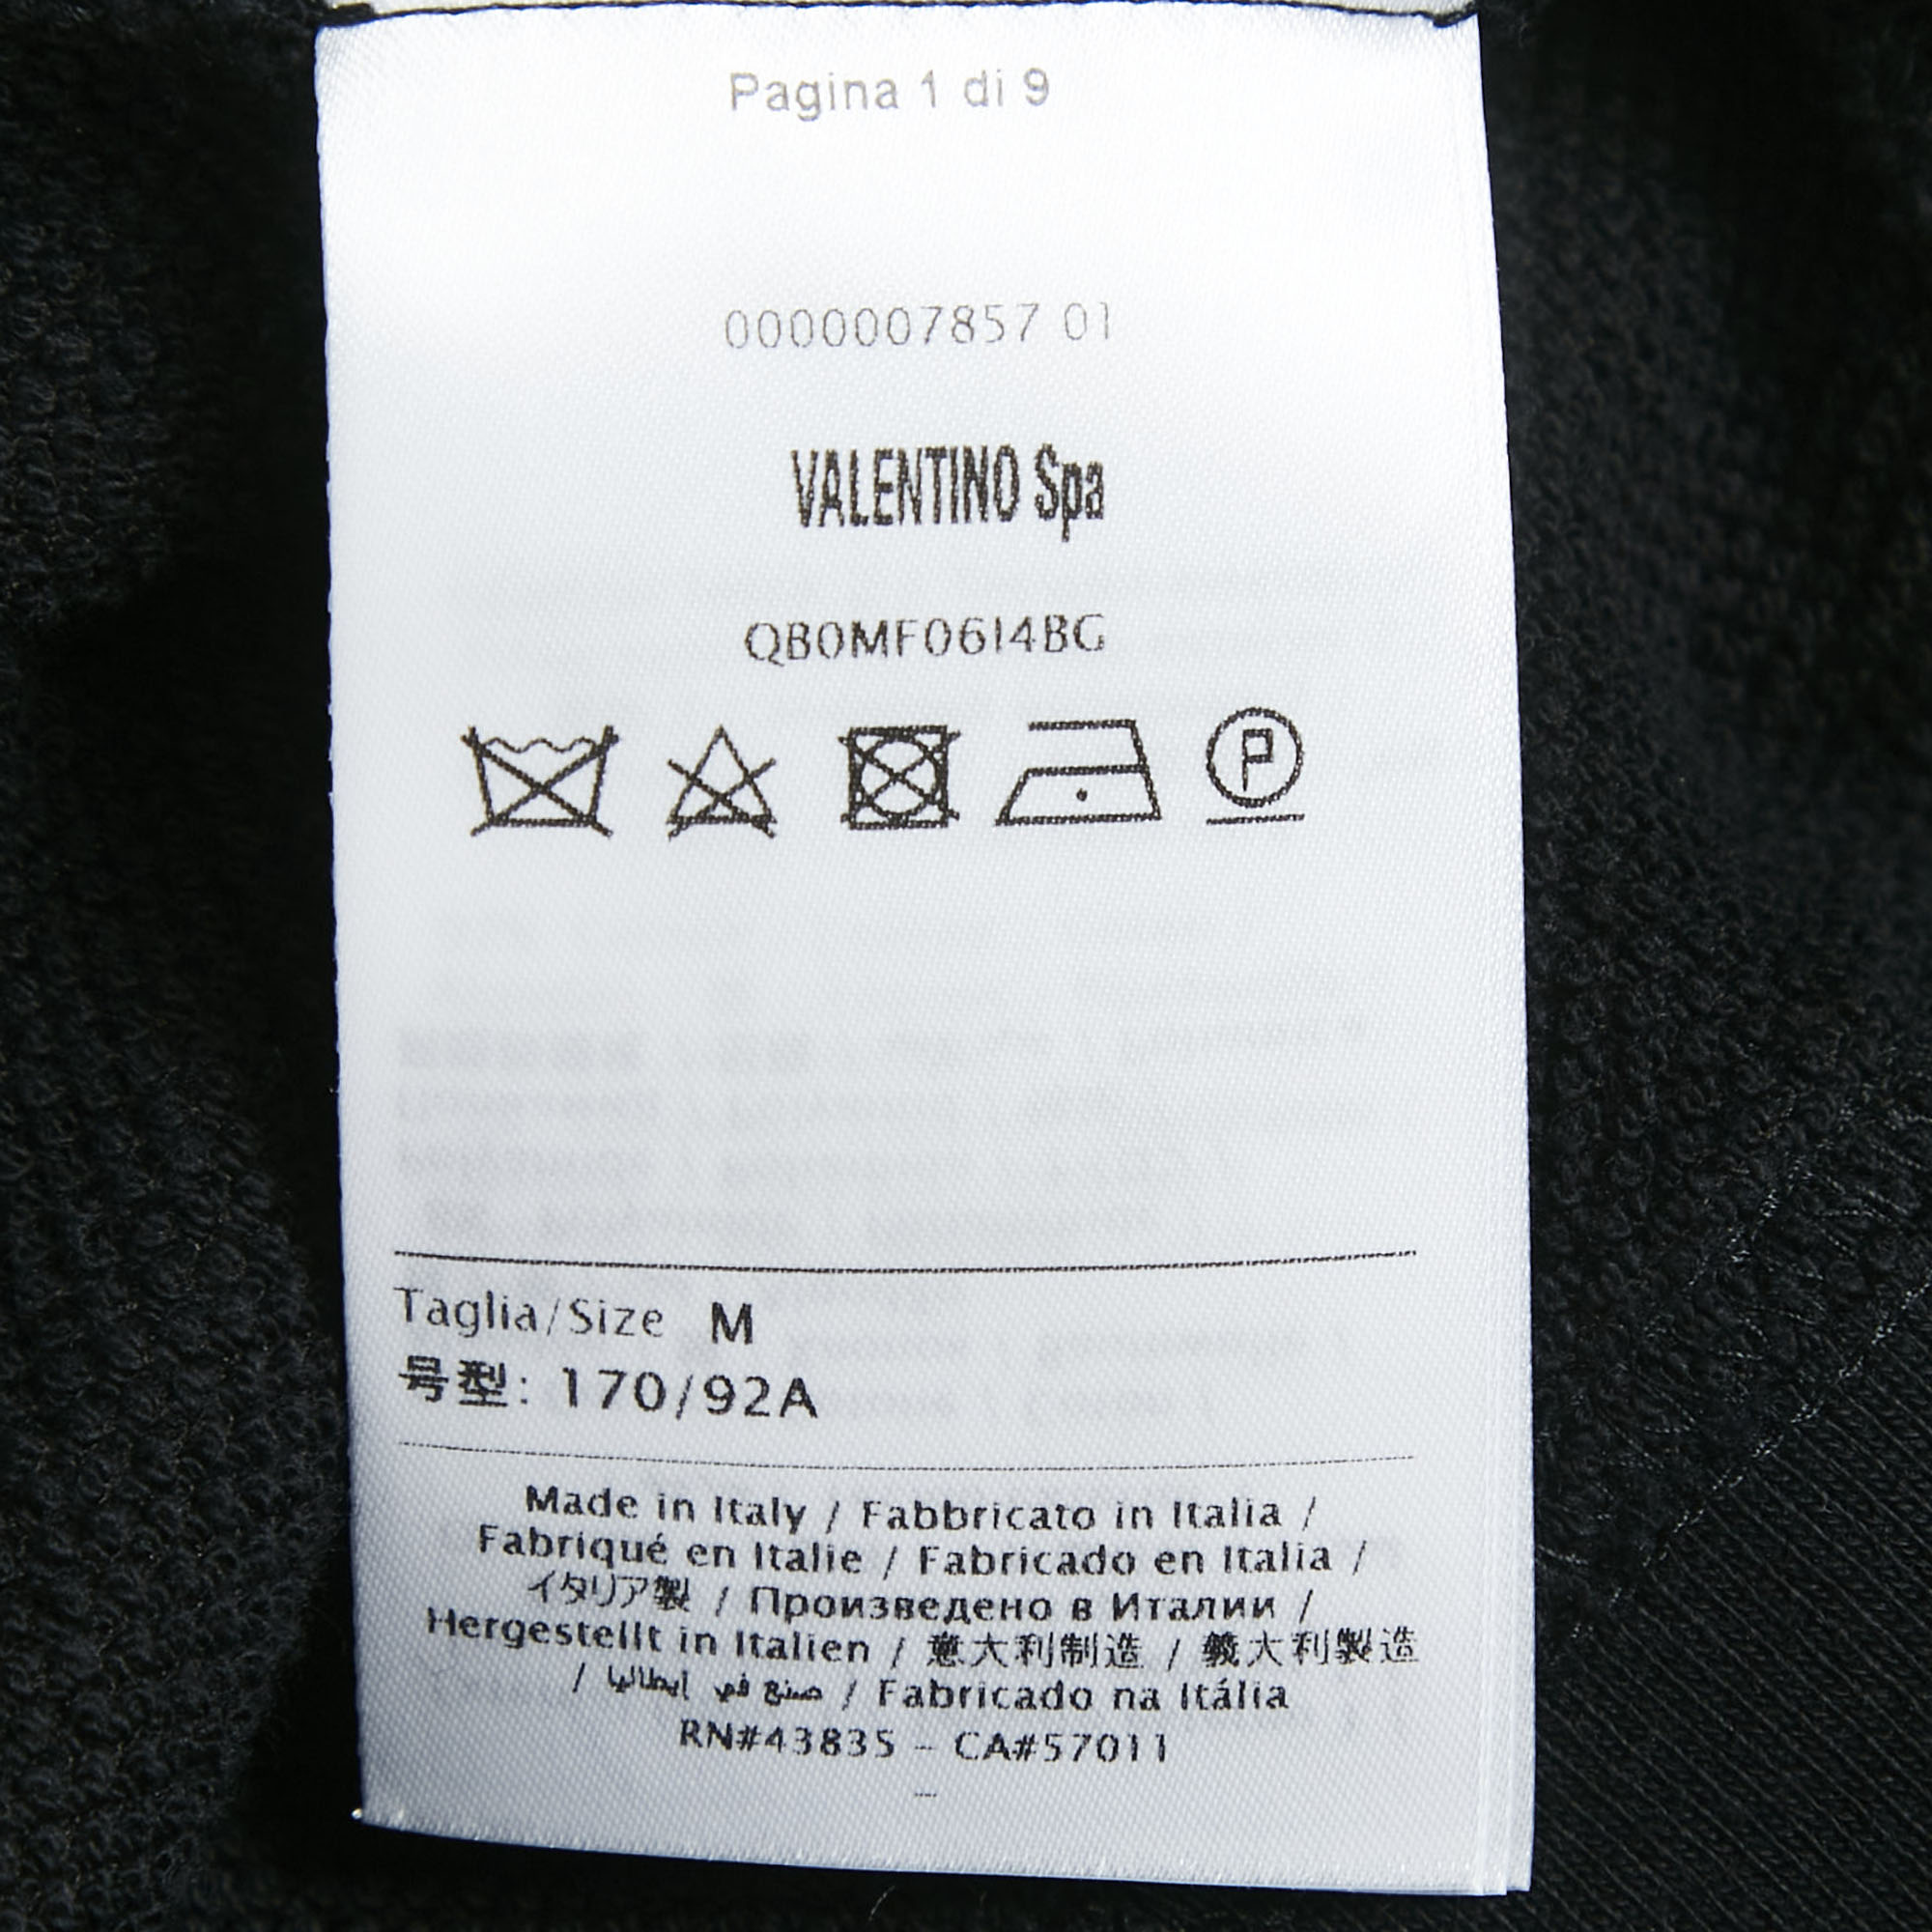 Pagina 1 di 9
0000007857 01
VALENTINO Spa
QB0MF06I4BG
P
Taglia/Size M
号型: 170/92A
Made in Italy / Fabbricato in Italia /
Fabriqué en Italie / Fabricado en Italia /
イタリア製 / Произведено в Италии /
Hergestellt in Italien / 意大利制造 / 義大利製造
/ صنع في إيطاليا / Fabricado na Itália
RN#43835 – CA#57011
–